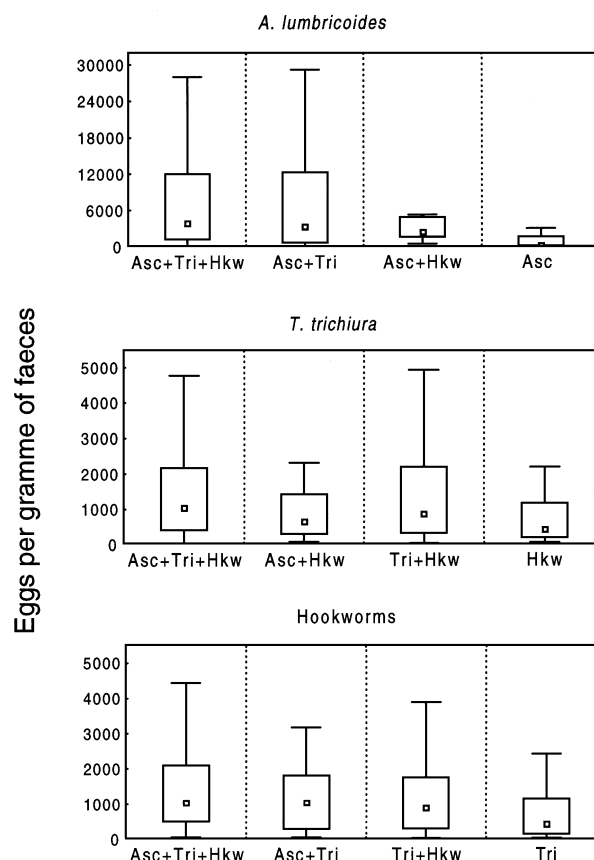 A. lumbricoides
30000
24000
18000
12000
6000
0
Asc+Tri+Hkw Asc+Tri Asc+Hkw Asc
Eggs per gramme of faeces
T. trichiura
5000
4000
3000
2000
1000
0
Asc+Tri+Hkw Asc+Hkw Tri+Hkw Hkw
Hookworms
5000
4000
3000
2000
1000
0
Asc+Tri+Hkw Asc+Tri Tri+Hkw Tri